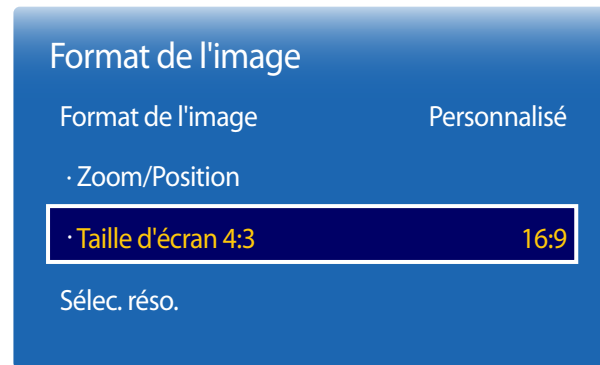 Format de l'image
Format de l'image Personnalisé
· Zoom/Position
· Taille d'écran 4:3 16:9
Sélec. réso.